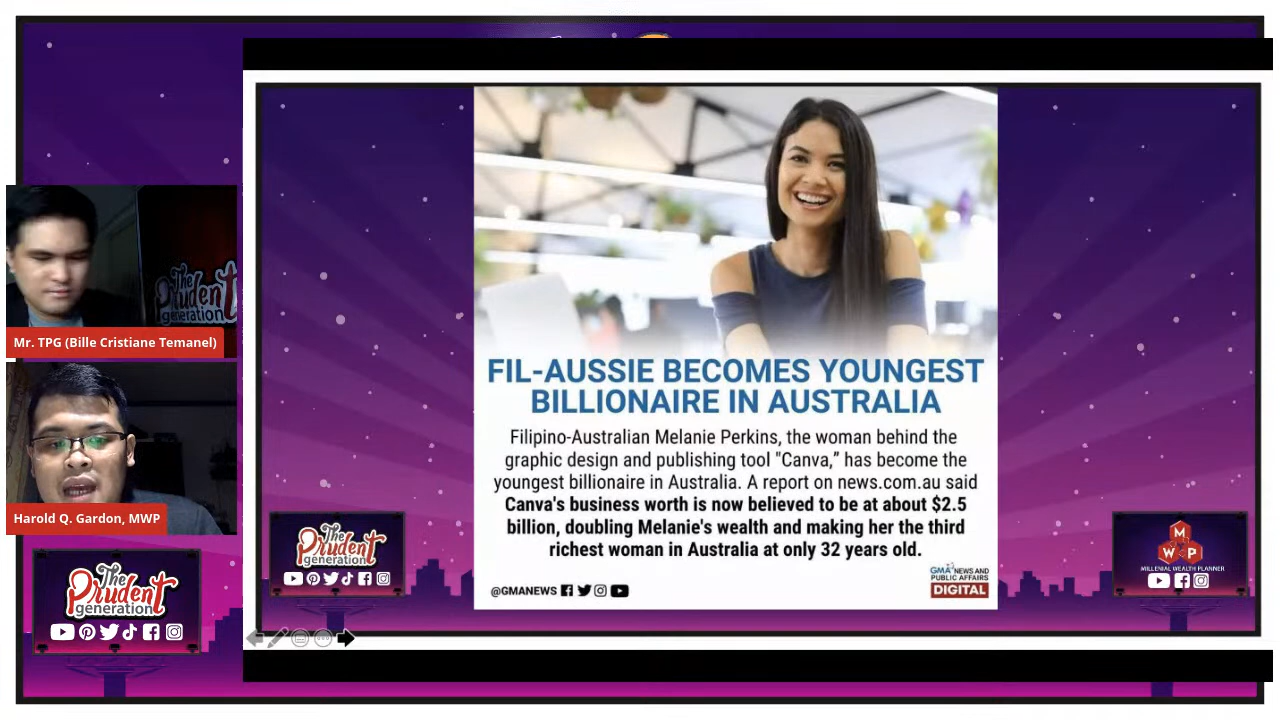 The
Prudent
generation
Mr. TPG (Bille Cristiane Temanel)
Harold Q. Gardon, MWP
The
Prudent
generation
FIL-AUSSIE BECOMES YOUNGEST
BILLIONAIRE IN AUSTRALIA
Filipino-Australian Melanie Perkins, the woman behind the
graphic design and publishing tool "Canva," has become the
youngest billionaire in Australia. A report on news.com.au said
Canva's business worth is now believed to be at about $2.5
billion, doubling Melanie's wealth and making her the third
richest woman in Australia at only 32 years old.
@GMANEWS
GMA NEWS AND
PUBLIC AFFAIRS
DIGITAL
The
Prudent
generation
M
W P
MILLENIAL WEALTH PLANNER